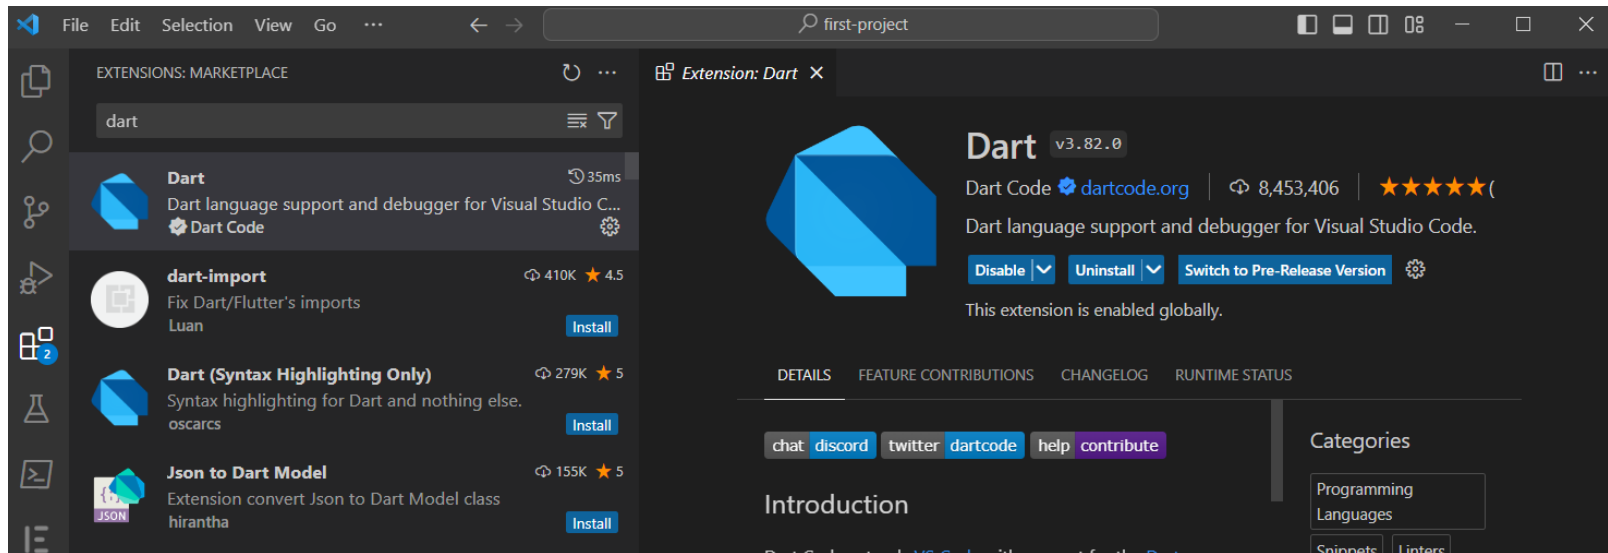 File Edit Selection View Go ···
first-project
EXTENSIONS: MARKETPLACE
dart
Dart 35ms
Dart language support and debugger for Visual Studio C...
Dart Code
dart-import 410K ★ 4.5
Fix Dart/Flutter's imports
Luan
Install
Dart (Syntax Highlighting Only) 279K ★ 5
Syntax highlighting for Dart and nothing else.
oscarcs
Install
Json to Dart Model 155K ★ 5
Extension convert Json to Dart Model class
hirantha
Install
JSON
2
Extension: Dart
Dart v3.82.0
Dart Code dartcode.org | 8,453,406 | ★★★★★(
Dart language support and debugger for Visual Studio Code.
Disable Uninstall Switch to Pre-Release Version
This extension is enabled globally.
DETAILS FEATURE CONTRIBUTIONS CHANGELOG RUNTIME STATUS
chat discord twitter dartcode help contribute
Introduction
Categories
Programming
Languages
Snippets Linters